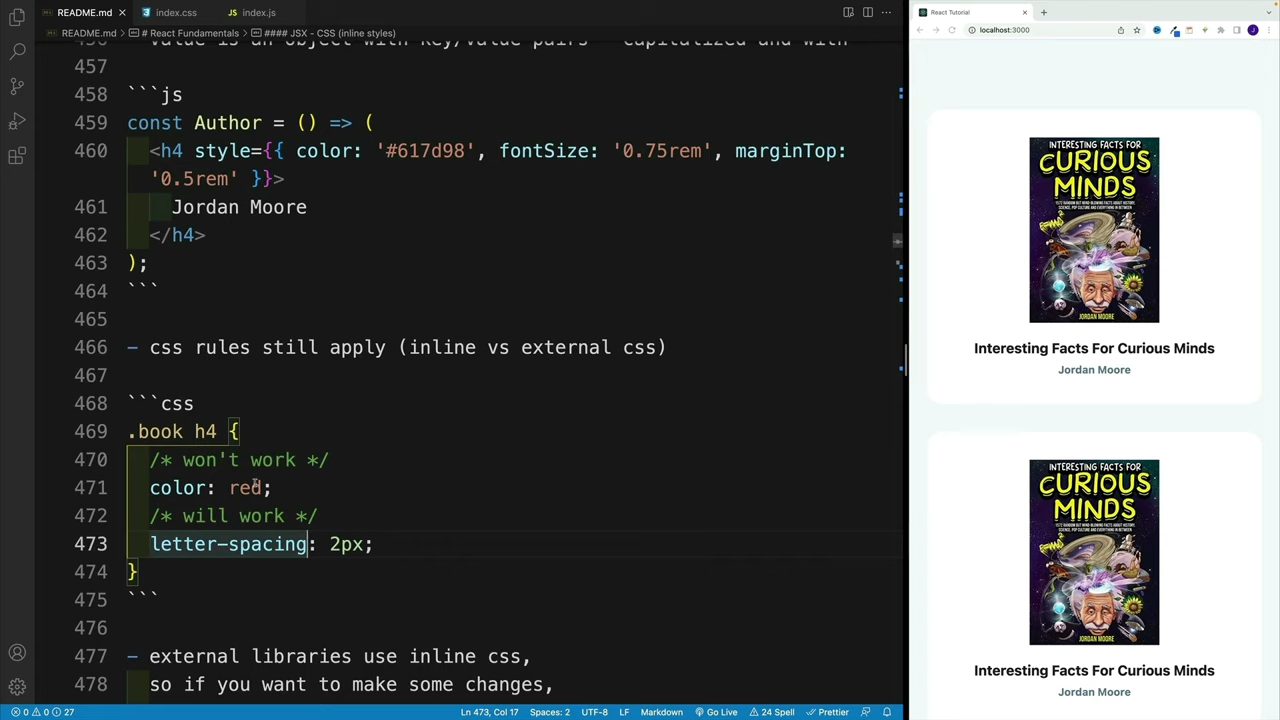 README.md
index.css
JS index.js
README.md > # React Fundamentals > #### JSX (inline styles)
457
458 ```js
459 const Author = () => (
460 <h4 style={{ color: '#617d98', fontSize: '0.75rem', marginTop:
'0.5rem' }}>
461 Jordan Moore
462 </h4>
463 );
464 ```
465
466 - css rules still apply (inline vs external css)
467
468 ```css
469 .book h4 {
470 /* won't work */
471 color: red;
472 /* will work */
473 letter-spacing: 2px;
474 }
475 ```
476
477 - external libraries use inline css,
478 so if you want to make some changes,
0 0 27
Ln 473, Col 17 Spaces: 2 UTF-8 LF Markdown Go Live 24 Spell Prettier
React Tutorial
localhost:3000
J
INTERESTING FACTS FOR
CURIOUS
MINDS
JORDAN MOORE
Interesting Facts For Curious Minds
Jordan Moore
INTERESTING FACTS FOR
CURIOUS
MINDS
JORDAN MOORE
Interesting Facts For Curious Minds
Jordan Moore